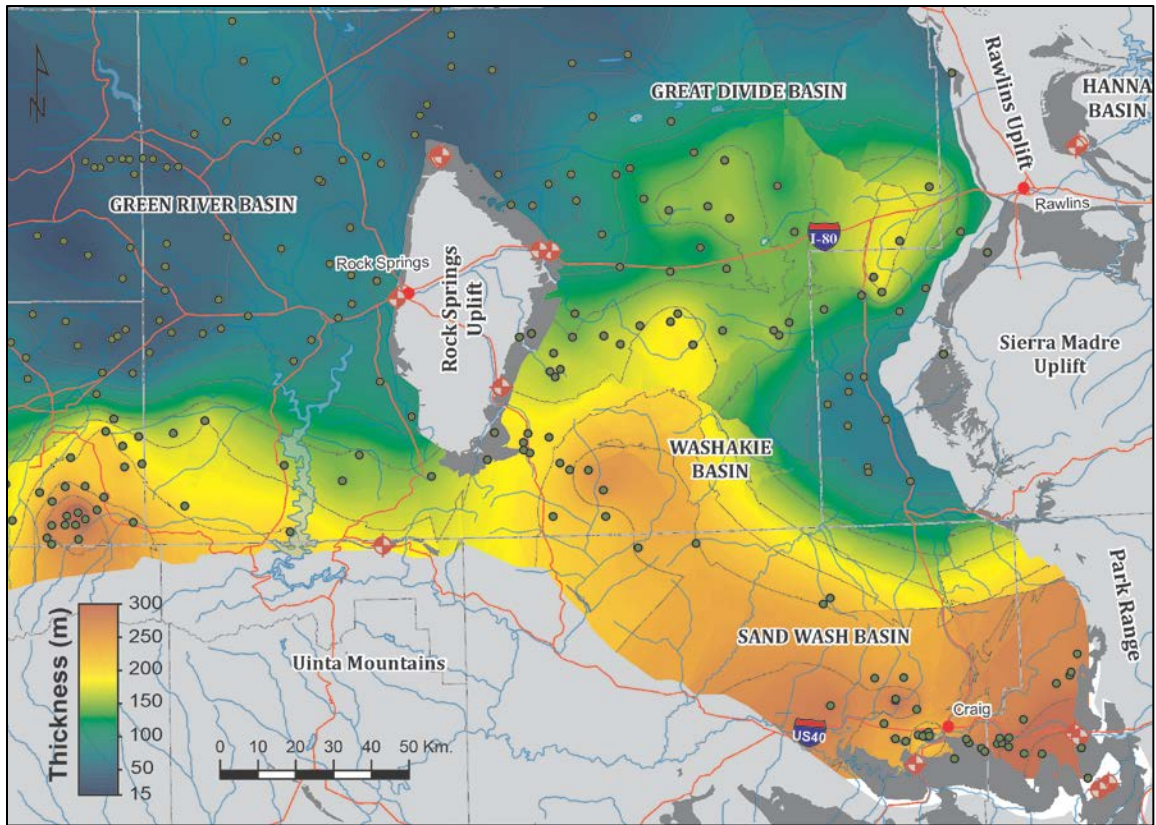 N
GREAT DIVIDE BASIN
Rawlins Uplift
HANNA
BASIN
GREEN RIVER BASIN
Rawlins
I-80
Rock Springs
Rock Springs
Uplift
Sierra Madre
Uplift
WASHAKIE
BASIN
Park Range
Thickness (m)
300
250
200
150
100
50
15
Uinta Mountains
SAND WASH BASIN
Craig
US40
0 10 20 30 40 50 Km.